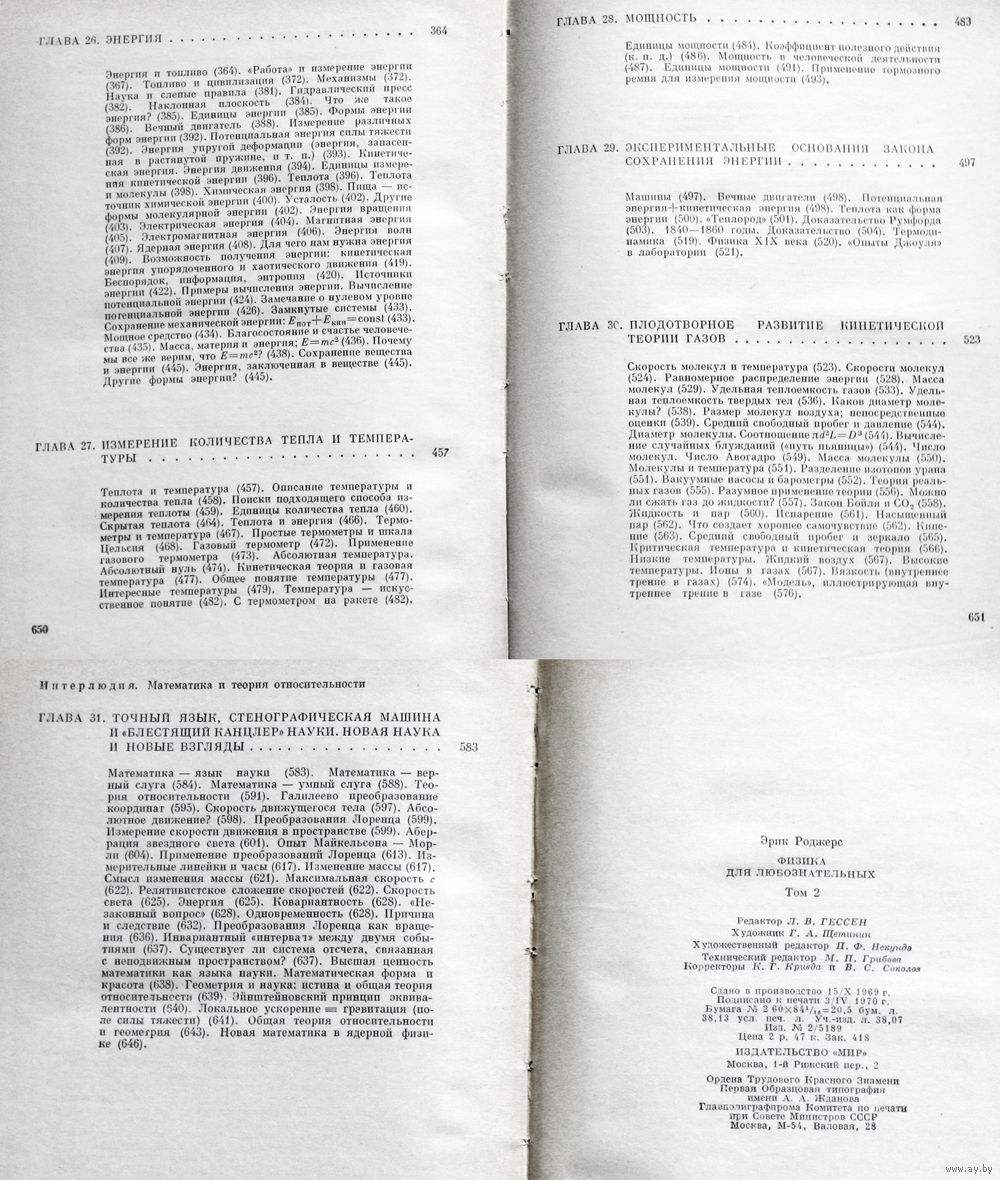 ГЛАВА 26. ЭНЕРГИЯ . . . . . . . . . . . . . . . . . . . . 364
Энергия и топливо (364). «Работа» и измерение энергии
(367). Топливо и цивилизация (372). Механизмы (372).
Наука и слепые правила (381). Гидравлический пресс
(382). Наклонная плоскость (384). Что же такое
энергия? (385). Единицы энергии (385). Формы энергии
(386). Вечный двигатель (388). Измерение различных
форм энергии (392). Потенциальная энергия силы тяжести
(392). Энергия упругой деформации (энергия, запасен-
ная в растянутой пружине, и т. п.) (393). Кинетиче-
ская энергия. Энергия движения (394). Единицы измере-
ния кинетической энергии (396). Теплота (396). Теплота
и молекулы (398). Химическая энергия (398). Пища — ис-
точник химической энергии (400). Усталость (402). Другие
формы молекулярной энергии (402). Энергия вращения
(403). Электрическая энергия (404). Магнитная энергия
(405). Электромагнитная энергия (406). Энергия волн
(407). Ядерная энергия (408). Для чего нам нужна энергия
(409). Возможность получения энергии: кинетическая
энергия упорядоченного и хаотического движения (419).
Беспорядок, информация, энтропия (420). Источники
энергии (422). Примеры вычисления энергии. Вычисление
потенциальной энергии (424). Замечание о нулевом уровне
потенциальной энергии (426). Замкнутые системы (433).
Сохранение механической энергии: Eпот+Eкин=const (433).
Мощное средство (434). Благосостояние и счастье человече-
ства (435). Масса, материя и энергия; E=mc² (436). Почему
мы все же верим, что E=mc²? (438). Сохранение вещества
и энергии (445). Энергия, заключенная в веществе (445).
Другие формы энергии? (445).
ГЛАВА 27. ИЗМЕРЕНИЕ КОЛИЧЕСТВА ТЕПЛА И ТЕМПЕРА-
ТУРЫ . . . . . . . . . . . . . . . . . . . . . . 457
Теплота и температура (457). Описание температуры и
количества тепла (458). Поиски подходящего способа из-
мерения теплоты (459). Единицы количества тепла (460).
Скрытая теплота (464). Теплота и энергия (466). Термо-
метры и температура (467). Простые термометры и шкала
Цельсия (468). Газовый термометр (472). Применение
газового термометра (473). Абсолютная температура.
Абсолютный нуль (474). Кинетическая теория и газовая
температура (477). Общее понятие температуры (477).
Интересные температуры (479). Температура — искус-
ственное понятие (482). С термометром на ракете (482).
650
ГЛАВА 28. МОЩНОСТЬ . . . . . . . . . . . . . . . . . . . 483
Единицы мощности (484). Коэффициент полезного действия
(к. п. д.) (486). Мощность в человеческой деятельности
(487). Единицы мощности (491). Применение тормозного
ремня для измерения мощности (493).
ГЛАВА 29. ЭКСПЕРИМЕНТАЛЬНЫЕ ОСНОВАНИЯ ЗАКОНА
СОХРАНЕНИЯ ЭНЕРГИИ . . . . . . . . . . . . . 497
Машины (497). Вечные двигатели (498). Потенциальная
энергия+кинетическая энергия (498). Теплота как форма
энергии (500). «Теплород» (501). Доказательство Румфорда
(503). 1840—1860 годы. Доказательство (504). Термоди-
намика (519). Физика XIX века (520). «Опыты Джоуля»
в лаборатории (521).
ГЛАВА 30. ПЛОДОТВОРНОЕ РАЗВИТИЕ КИНЕТИЧЕСКОЙ
ТЕОРИИ ГАЗОВ . . . . . . . . . . . . . . . . . . 523
Скорость молекул и температура (523). Скорости молекул
(524). Равномерное распределение энергии (528). Масса
молекул (529). Удельная теплоемкость газов (533). Удель-
ная теплоемкость твердых тел (536). Каков диаметр моле-
кулы? (538). Размер молекул воздуха; непосредственные
оценки (539). Средний свободный пробег и давление (544).
Диаметр молекулы. Соотношение πd²L=D³ (544). Вычисле-
ние случайных блужданий («путь пьяницы») (544). Число
молекул. Число Авогадро (549). Масса молекулы (550).
Молекулы и температура (551). Разделение изотопов урана
(551). Вакуумные насосы и барометры (552). Теория реаль-
ных газов (555). Разумное применение теории (556). Можно
ли сжать газ до жидкости? (557). Закон Бойля и CO₂ (558).
Жидкость и пар (560). Испарение (561). Насыщенный
пар (562). Что создает хорошее самочувствие (562). Кипе-
ние (563). Средний свободный пробег и зеркало (565).
Критическая температура и кинетическая теория (566).
Низкие температуры. Жидкий воздух (567). Высокие
температуры. Ионы в газах (567). Вязкость (внутреннее
трение в газах) (574). «Модель», иллюстрирующая вну-
треннее трение в газе (576).
651
Интерлюдия. Математика и теория относительности
ГЛАВА 31. ТОЧНЫЙ ЯЗЫК, СТЕНОГРАФИЧЕСКАЯ МАШИНА
И «БЛЕСТЯЩИЙ КАНЦЛЕР» НАУКИ. НОВАЯ НАУКА
И НОВЫЕ ВЗГЛЯДЫ . . . . . . . . . . . . . . . . . 583
Математика — язык науки (583). Математика — вер-
ный слуга (584). Математика — умный слуга (588). Тео-
рия относительности (591). Галилеево преобразование
координат (595). Скорость движущегося тела (597). Абсо-
лютное движение? (598). Преобразования Лоренца (599).
Измерение скорости движения в пространстве (599). Абер-
рация звездного света (601). Опыт Майкельсона — Мор-
ли (604). Применение преобразований Лоренца (613). Из-
мерительные линейки и часы (617). Изменение массы (617).
Смысл изменения массы (621). Максимальная скорость c
(622). Релятивистское сложение скоростей (622). Скорость
света (625). Энергия (625). Ковариантность (628). «Не-
законный вопрос» (628). Одновременность (628). Причина
и следствие (632). Преобразования Лоренца как враще-
ния (636). Инвариантный «интервал» между двумя собы-
тиями (637). Существует ли система отсчета, связанная
с неподвижным пространством? (637). Высшая ценность
математики как языка науки. Математическая форма и
красота (638). Геометрия и наука: истина и общая теория
относительности (639). Эйнштейновский принцип эквива-
лентности (640). Локальное ускорение ≡ гравитация (по-
ле силы тяжести) (641). Общая теория относительности
и геометрия (643). Новая математика в ядерной физи-
ке (646).
Эрик Роджерс
ФИЗИКА
ДЛЯ ЛЮБОЗНАТЕЛЬНЫХ
Том 2
Редактор Л. В. ГЕССЕН
Художник Г. А. Щетинин
Художественный редактор П. Ф. Некунда
Технический редактор М. П. Грибова
Корректоры К. Г. Кривда и В. С. Соколов
Сдано в производство 15/X 1969 г.
Подписано к печати 3/IV 1970 г.
Бумага № 2 60×84¹/₁₆=20,5 бум. л.
38,13 усл. печ. л. Уч.-изд. л. 38,07
Изд. № 2/5189
Цена 2 р. 47 к. Зак. 418
ИЗДАТЕЛЬСТВО «МИР»
Москва, 1-й Рижский пер., 2
Ордена Трудового Красного Знамени
Первая Образцовая типография
имени А. А. Жданова
Главполиграфпрома Комитета по печати
при Совете Министров СССР
Москва, М-54, Валовая, 28
www.ay.by